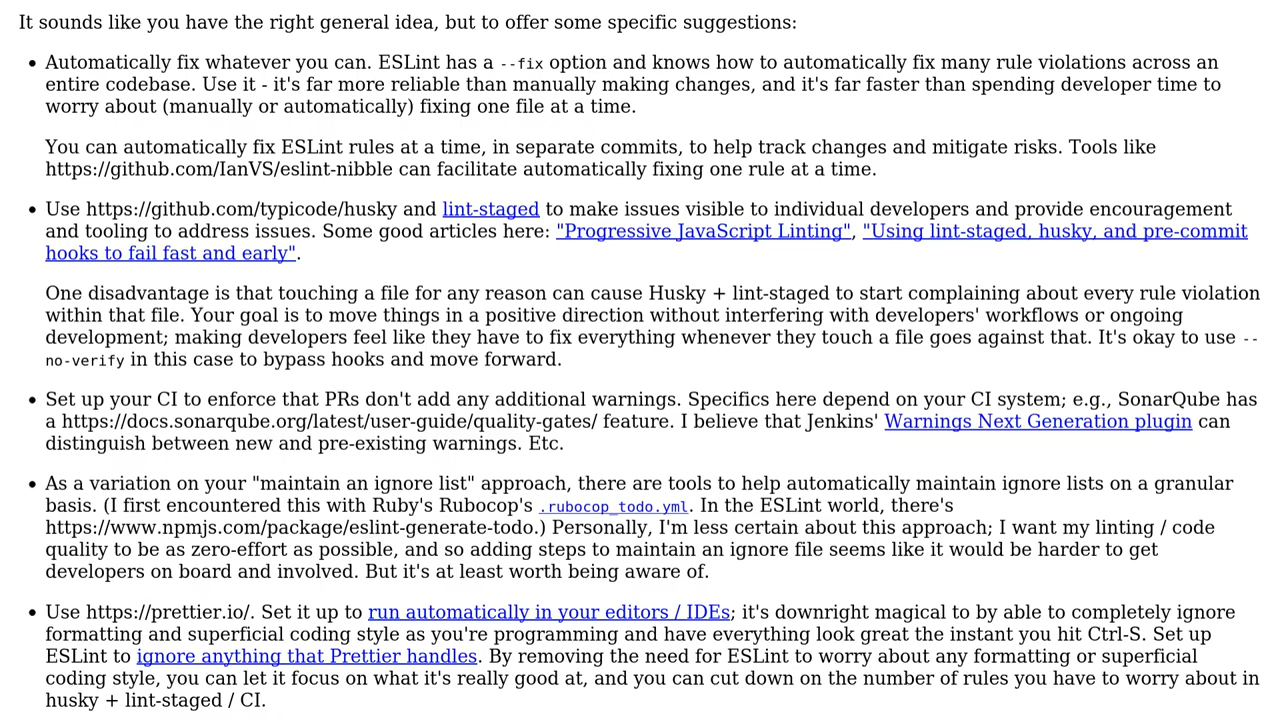 It sounds like you have the right general idea, but to offer some specific suggestions:
• Automatically fix whatever you can. ESLint has a --fix option and knows how to automatically fix many rule violations across an
entire codebase. Use it - it's far more reliable than manually making changes, and it's far faster than spending developer time to
worry about (manually or automatically) fixing one file at a time.
You can automatically fix ESLint rules at a time, in separate commits, to help track changes and mitigate risks. Tools like
https://github.com/IanVS/eslint-nibble can facilitate automatically fixing one rule at a time.
• Use https://github.com/typicode/husky and lint-staged to make issues visible to individual developers and provide encouragement
and tooling to address issues. Some good articles here: "Progressive JavaScript Linting", "Using lint-staged, husky, and pre-commit
hooks to fail fast and early".
One disadvantage is that touching a file for any reason can cause Husky + lint-staged to start complaining about every rule violation
within that file. Your goal is to move things in a positive direction without interfering with developers' workflows or ongoing
development; making developers feel like they have to fix everything whenever they touch a file goes against that. It's okay to use --
no-verify in this case to bypass hooks and move forward.
• Set up your CI to enforce that PRs don't add any additional warnings. Specifics here depend on your CI system; e.g., SonarQube has
a https://docs.sonarqube.org/latest/user-guide/quality-gates/ feature. I believe that Jenkins' Warnings Next Generation plugin can
distinguish between new and pre-existing warnings. Etc.
• As a variation on your "maintain an ignore list" approach, there are tools to help automatically maintain ignore lists on a granular
basis. (I first encountered this with Ruby's Rubocop's .rubocop_todo.yml. In the ESLint world, there's
https://www.npmjs.com/package/eslint-generate-todo.) Personally, I'm less certain about this approach; I want my linting / code
quality to be as zero-effort as possible, and so adding steps to maintain an ignore file seems like it would be harder to get
developers on board and involved. But it's at least worth being aware of.
• Use https://prettier.io/. Set it up to run automatically in your editors / IDEs; it's downright magical to by able to completely ignore
formatting and superficial coding style as you're programming and have everything look great the instant you hit Ctrl-S. Set up
ESLint to ignore anything that Prettier handles. By removing the need for ESLint to worry about any formatting or superficial
coding style, you can let it focus on what it's really good at, and you can cut down on the number of rules you have to worry about in
husky + lint-staged / CI.